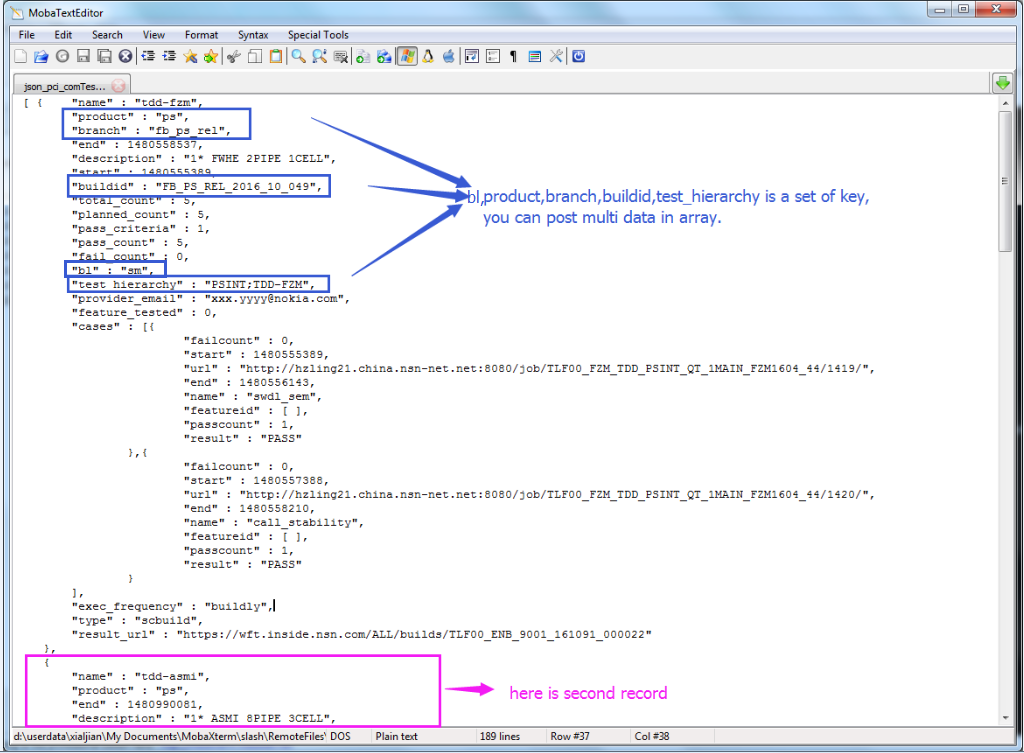 MobaTextEditor
File Edit Search View Format Syntax Special Tools
json_pci_comTes...
[ { "name" : "tdd-fzm",
"product" : "ps",
"branch" : "fb_ps_rel",
"end" : 1480558537,
"description" : "1* FWHE 2PIPE 1CELL",
"start" : 1480555389,
"buildid" : "FB_PS_REL_2016_10_049",
"total_count" : 5,
"planned_count" : 5,
"pass_criteria" : 1,
"pass_count" : 5,
"fail_count" : 0,
"bl" : "sm",
"test_hierarchy" : "PSINT;TDD-FZM",
"provider_email" : "xxx.yyyy@nokia.com",
"feature_tested" : 0,
"cases" : [{
"failcount" : 0,
"start" : 1480555389,
"url" : "http://hzling21.china.nsn-net.net:8080/job/TLF00_FZM_TDD_PSINT_QT_1MAIN_FZM1604_44/1419/",
"end" : 1480556143,
"name" : "swdl_sem",
"featureid" : [ ],
"passcount" : 1,
"result" : "PASS"
},{
"failcount" : 0,
"start" : 1480557388,
"url" : "http://hzling21.china.nsn-net.net:8080/job/TLF00_FZM_TDD_PSINT_QT_1MAIN_FZM1604_44/1420/",
"end" : 1480558210,
"name" : "call_stability",
"featureid" : [ ],
"passcount" : 1,
"result" : "PASS"
}
],
"exec_frequency" : "buildly",
"type" : "scbuild",
"result_url" : "https://wft.inside.nsn.com/ALL/builds/TLF00_ENB_9001_161091_000022"
},
{
"name" : "tdd-asmi",
"product" : "ps",
"end" : 1480990081,
"description" : "1* ASMI 8PIPE 3CELL",
bl,product,branch,buildid,test_hierarchy is a set of key,
you can post multi data in array.
here is second record
d:\userdata\xialjian\My Documents\MobaXterm\slash\RemoteFiles\ DOS Plain text 189 lines Row #37 Col #38